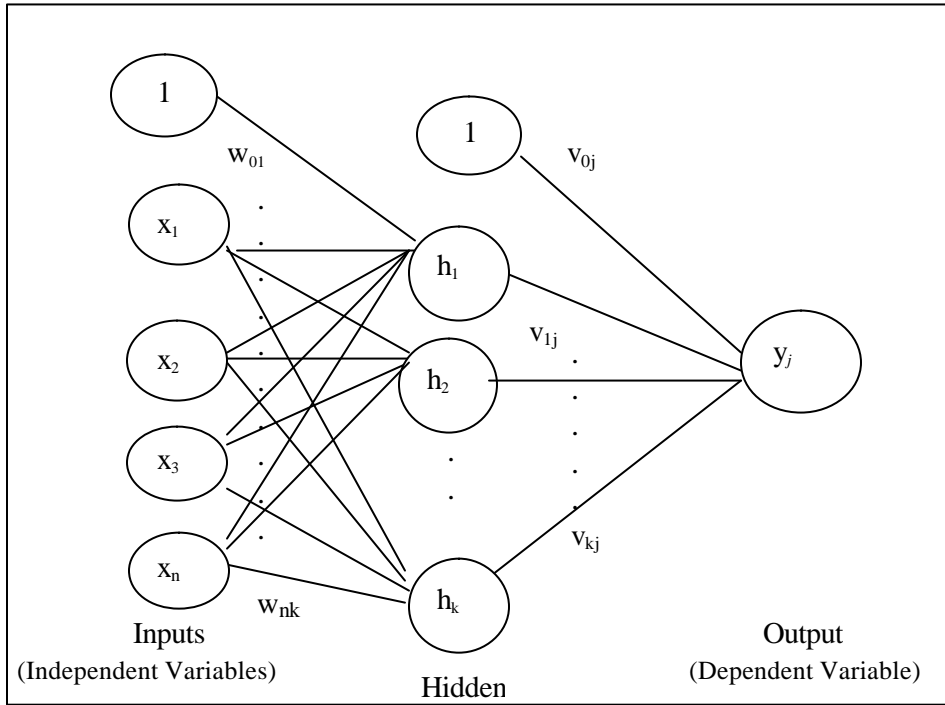 1
1
w₀₁
v₀ⱼ
x₁
h₁
v₁ⱼ
x₂
h₂
yⱼ
x₃
xₙ
wₙₖ
hₖ
vₖⱼ
Inputs
(Independent Variables)
Hidden
Output
(Dependent Variable)